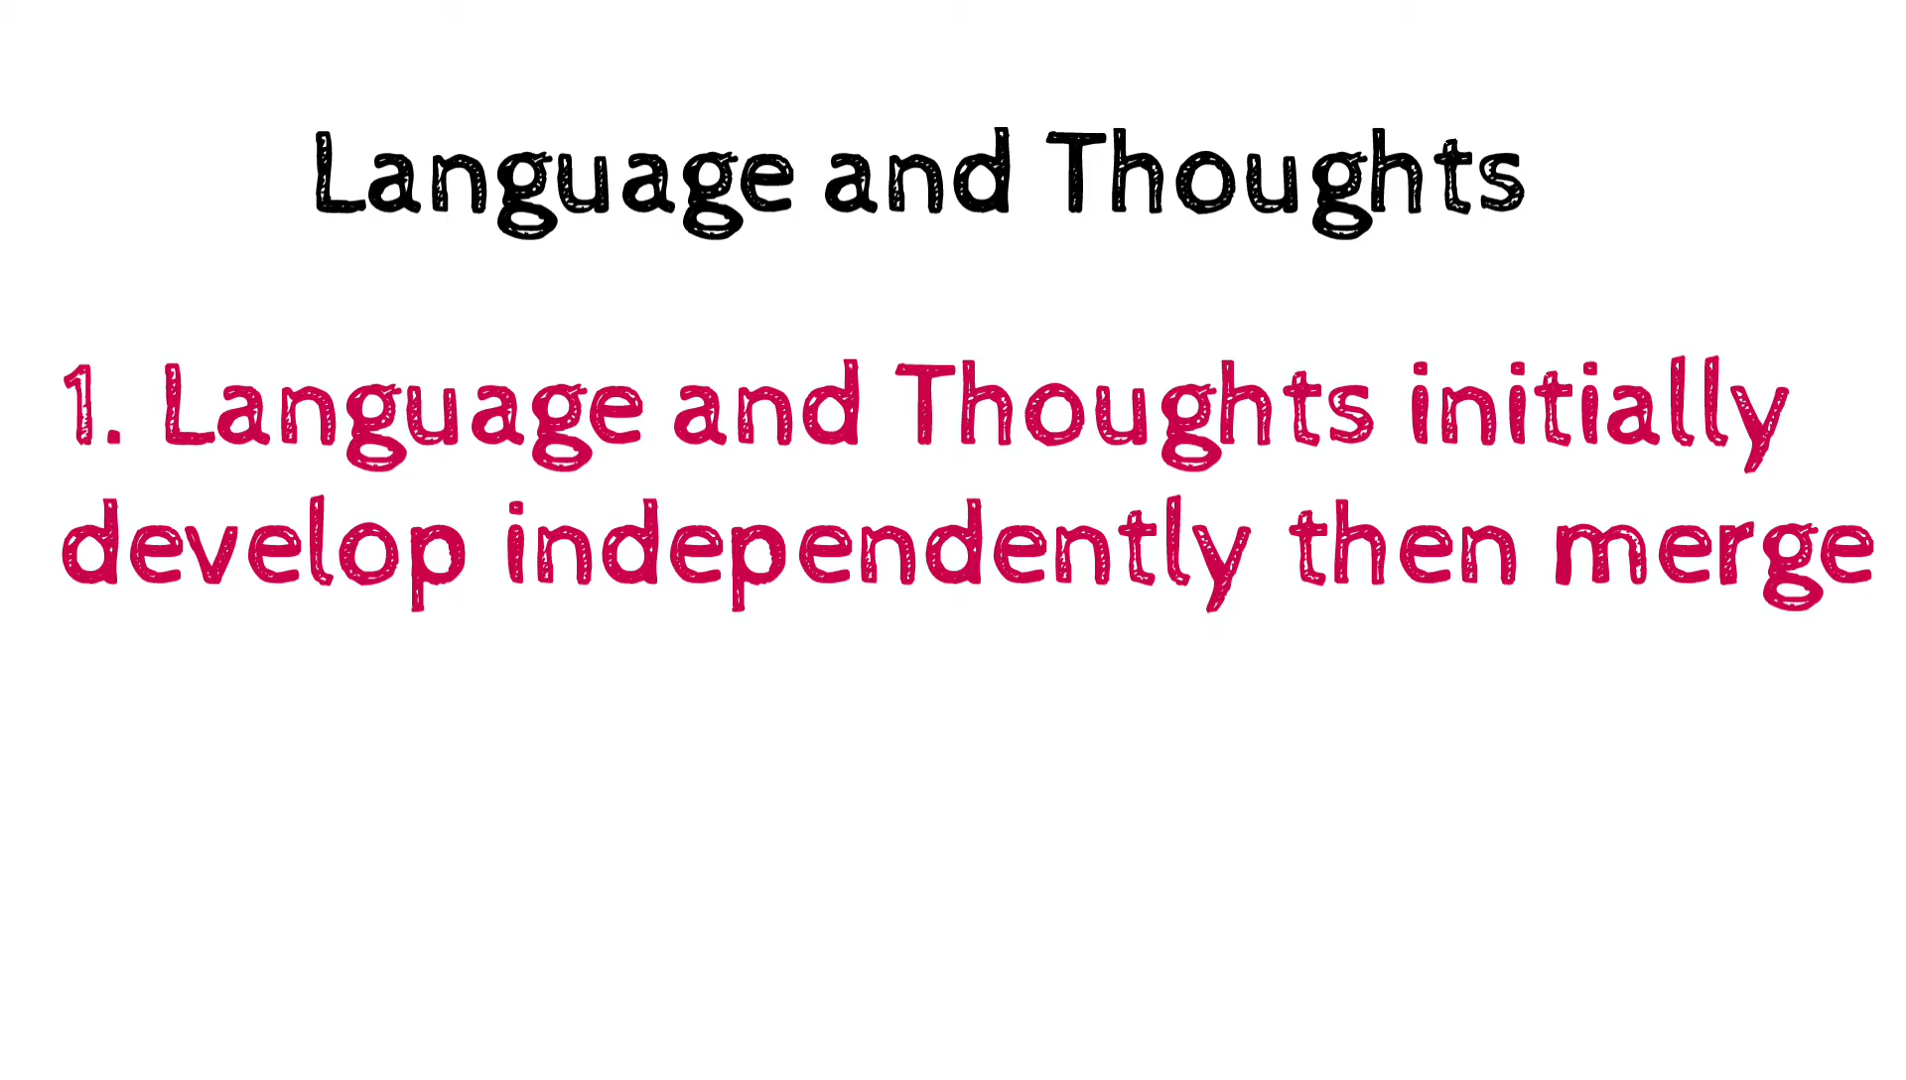 Language and Thoughts
1. Language and Thoughts initially
develop independently then merge